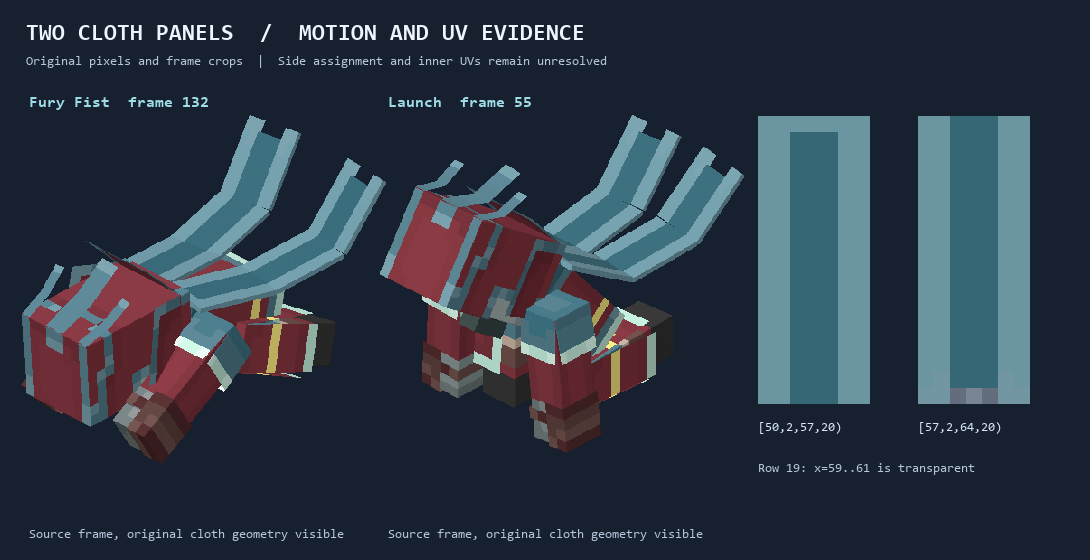 TWO CLOTH PANELS  /  MOTION AND UV EVIDENCE
Original pixels and frame crops  |  Side assignment and inner UVs remain unresolved
Fury Fist  frame 132
Launch  frame 55
[50,2,57,20)
[57,2,64,20)
Row 19: x=59..61 is transparent
Source frame, original cloth geometry visible
Source frame, original cloth geometry visible